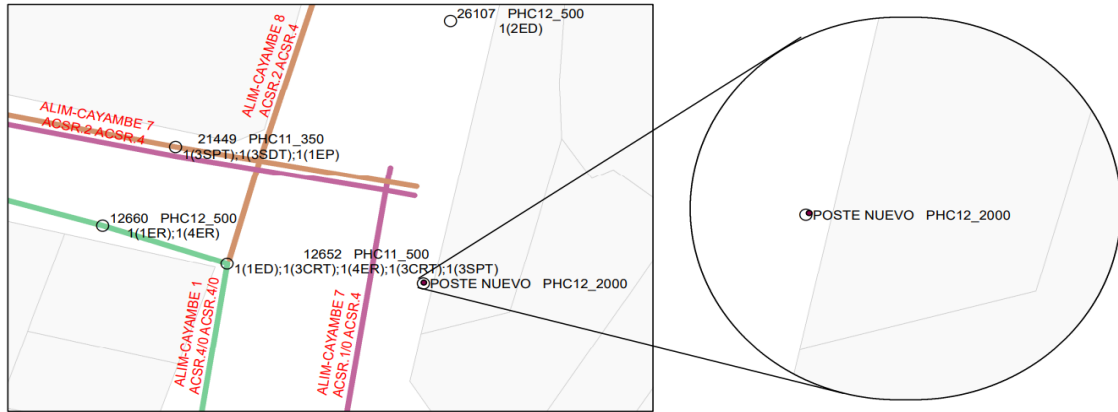 26107 PHC12_500
1(2ED)
ALIM-CAYAMBE 8
ACSR.2 ACSR.4
ALIM-CAYAMBE 7
ACSR.2 ACSR.4
21449 PHC11_350
1(3SPT);1(3SDT);1(1EP)
12660 PHC12_500
1(1ER);1(4ER)
12652 PHC11_500
1(1ED);1(3CRT);1(4ER);1(3CRT);1(3SPT)
POSTE NUEVO PHC12_2000
ALIM-CAYAMBE 1
ACSR.4/0 ACSR.4/0
ALIM-CAYAMBE 7
ACSR.1/0 ACSR.4
POSTE NUEVO PHC12_2000